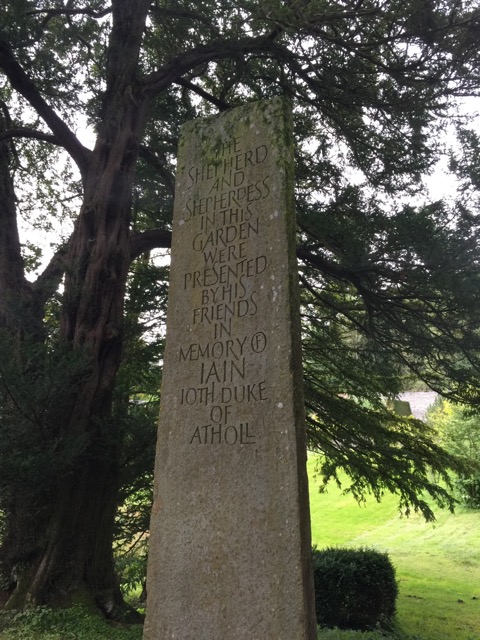 THE
SHEPHERD
AND
SHEPHERDESS
IN THIS
GARDEN
WERE
PRESENTED
BY HIS
FRIENDS
IN
MEMORY OF
IAIN
10TH DUKE
OF
ATHOLL